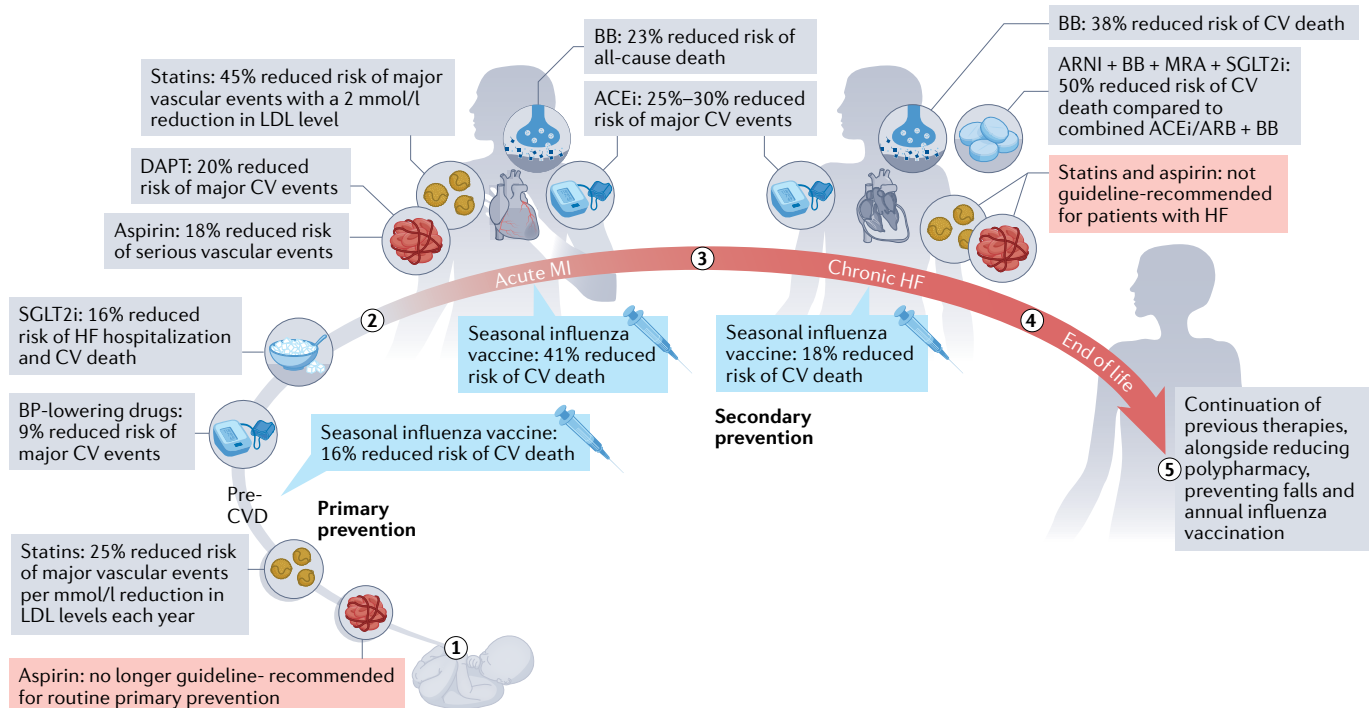 BB: 23% reduced risk of
all-cause death
BB: 38% reduced risk of CV death
Statins: 45% reduced risk of major
vascular events with a 2 mmol/l
reduction in LDL level
ACEi: 25%–30% reduced
risk of major CV events
ARNI + BB + MRA + SGLT2i:
50% reduced risk of CV
death compared to
combined ACEi/ARB + BB
DAPT: 20% reduced
risk of major CV events
Statins and aspirin: not
guideline-recommended
for patients with HF
Aspirin: 18% reduced risk
of serious vascular events
Acute MI
3
Chronic HF
SGLT2i: 16% reduced
risk of HF hospitalization
and CV death
2
Seasonal influenza
vaccine: 41% reduced
risk of CV death
Seasonal influenza
vaccine: 18% reduced
risk of CV death
4
End of life
BP-lowering drugs:
9% reduced risk of
major CV events
Seasonal influenza vaccine:
16% reduced risk of CV death
Secondary
prevention
5
Continuation of
previous therapies,
alongside reducing
polypharmacy,
preventing falls and
annual influenza
vaccination
Pre-
CVD
Primary
prevention
Statins: 25% reduced risk
of major vascular events
per mmol/l reduction in
LDL levels each year
1
Aspirin: no longer guideline- recommended
for routine primary prevention